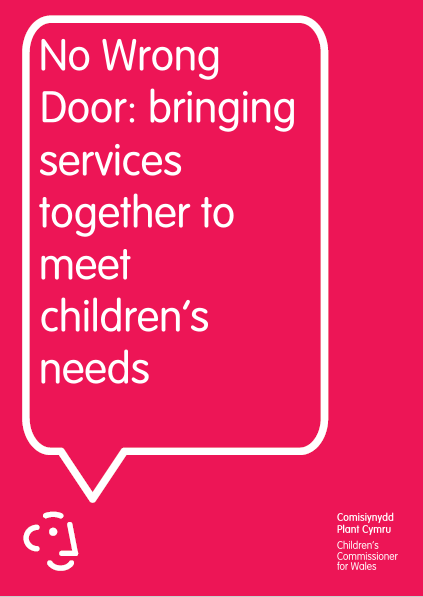 No Wrong
Door: bringing
services
together to
meet
children's
needs
Comisiynydd
Plant Cymru
Children's
Commissioner
for Wales